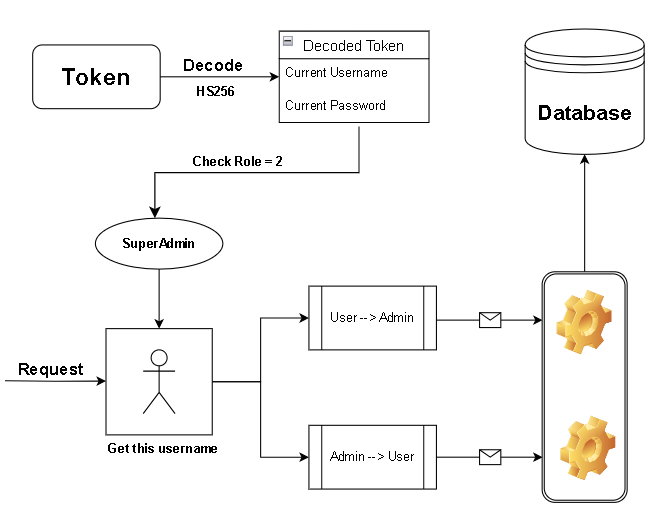 Token
Decode
HS256
Decoded Token
Current Username
Current Password
Database
Check Role = 2
SuperAdmin
User --> Admin
Request
Get this username
Admin --> User